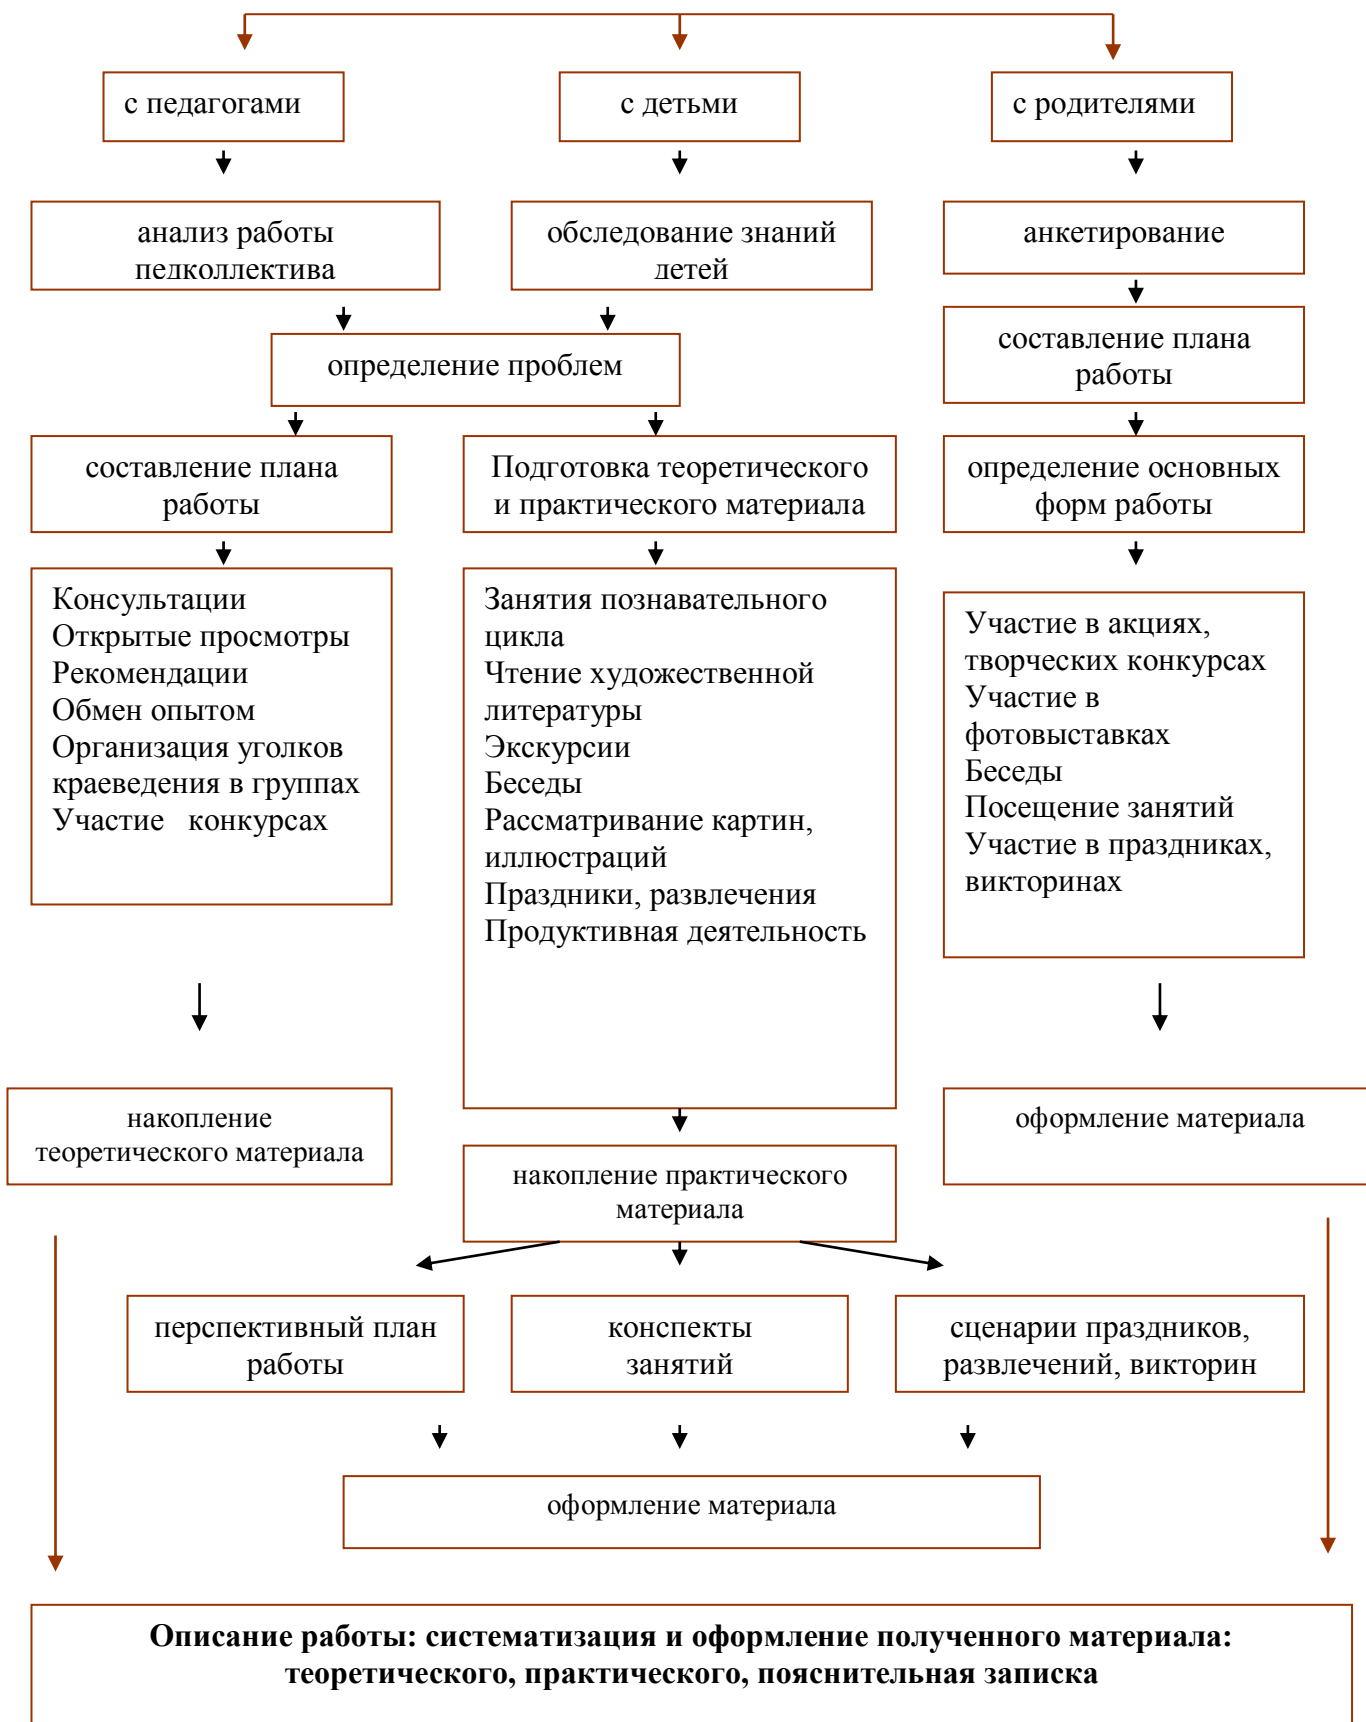 с педагогами
с детьми
с родителями
анализ работы
педколлектива
обследование знаний
детей
анкетирование
определение проблем
составление плана
работы
составление плана
работы
Подготовка теоретического
и практического материала
определение основных
форм работы
Консультации
Открытые просмотры
Рекомендации
Обмен опытом
Организация уголков
краеведения в группах
Участие   конкурсах
Занятия познавательного
цикла
Чтение художественной
литературы
Экскурсии
Беседы
Рассматривание картин,
иллюстраций
Праздники, развлечения
Продуктивная деятельность
Участие в акциях,
творческих конкурсах
Участие в
фотовыставках
Беседы
Посещение занятий
Участие в праздниках,
викторинах
накопление
теоретического материала
накопление практического
материала
оформление материала
перспективный план
работы
конспекты
занятий
сценарии праздников,
развлечений, викторин
оформление материала
Описание работы: систематизация и оформление полученного материала:
теоретического, практического, пояснительная записка